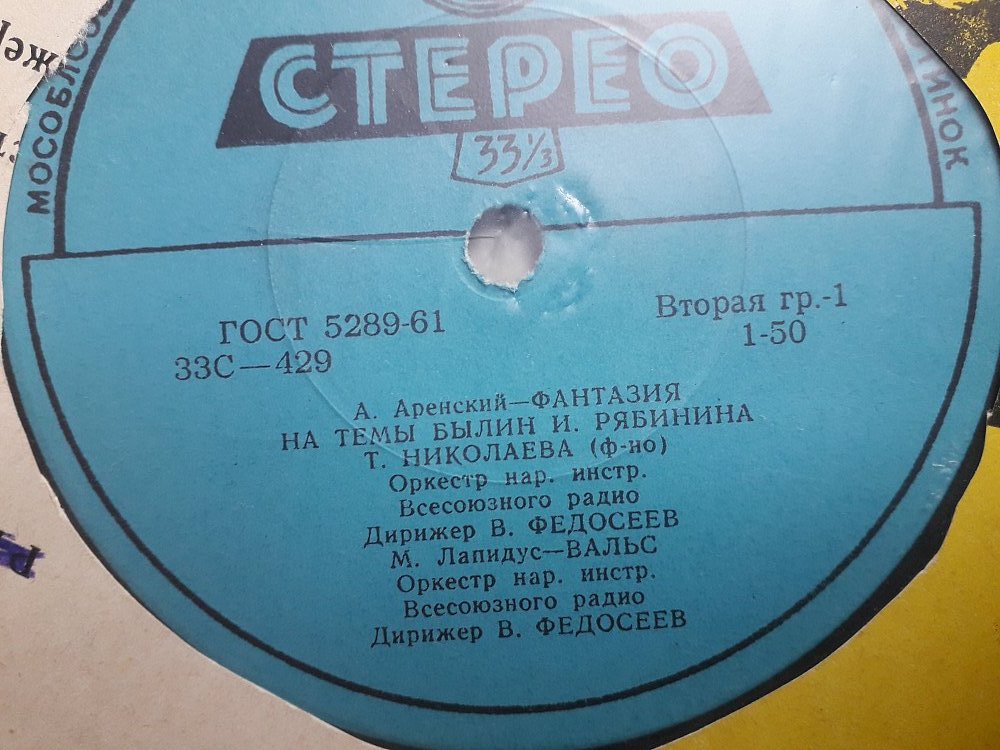 СТЕРЕО
33⅓
ГОСТ 5289-61
33С—429
Вторая гр.-1
1-50
А. Аренский—ФАНТАЗИЯ
НА ТЕМЫ БЫЛИН И. РЯБИНИНА
Т. НИКОЛАЕВА (ф-но)
Оркестр нар. инстр.
Всесоюзного радио
Дирижер В. ФЕДОСЕЕВ
М. Лапидус—ВАЛЬС
Оркестр нар. инстр.
Всесоюзного радио
Дирижер В. ФЕДОСЕЕВ